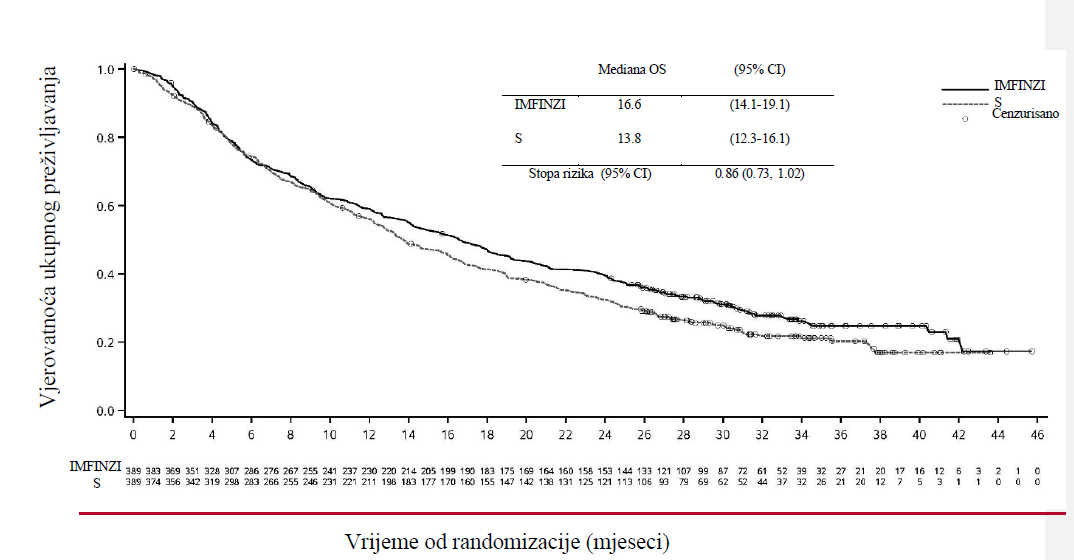 Vjerovatnoća ukupnog preživljavanja
1.0
0.8
0.6
0.4
0.2
0.0
Mediana OS (95% CI)
IMFINZI 16.6 (14.1-19.1)
S 13.8 (12.3-16.1)
Stopa rizika (95% CI) 0.86 (0.73, 1.02)
IMFINZI
S
Cenzurisano
0 2 4 6 8 10 12 14 16 18 20 22 24 26 28 30 32 34 36 38 40 42 44 46
IMFINZI 389 383 369 351 328 307 286 276 267 255 241 237 230 220 214 205 199 190 183 175 169 164 160 158 153 144 133 121 107 99 87 72 61 52 39 32 27 21 20 17 16 12 6 3 2 1 0
S 389 374 356 342 319 298 283 266 255 246 231 221 211 198 183 177 170 160 155 147 142 138 131 125 121 113 106 93 79 69 62 52 44 37 32 26 21 20 12 7 5 3 1 1 0 0 0
Vrijeme od randomizacije (mjeseci)